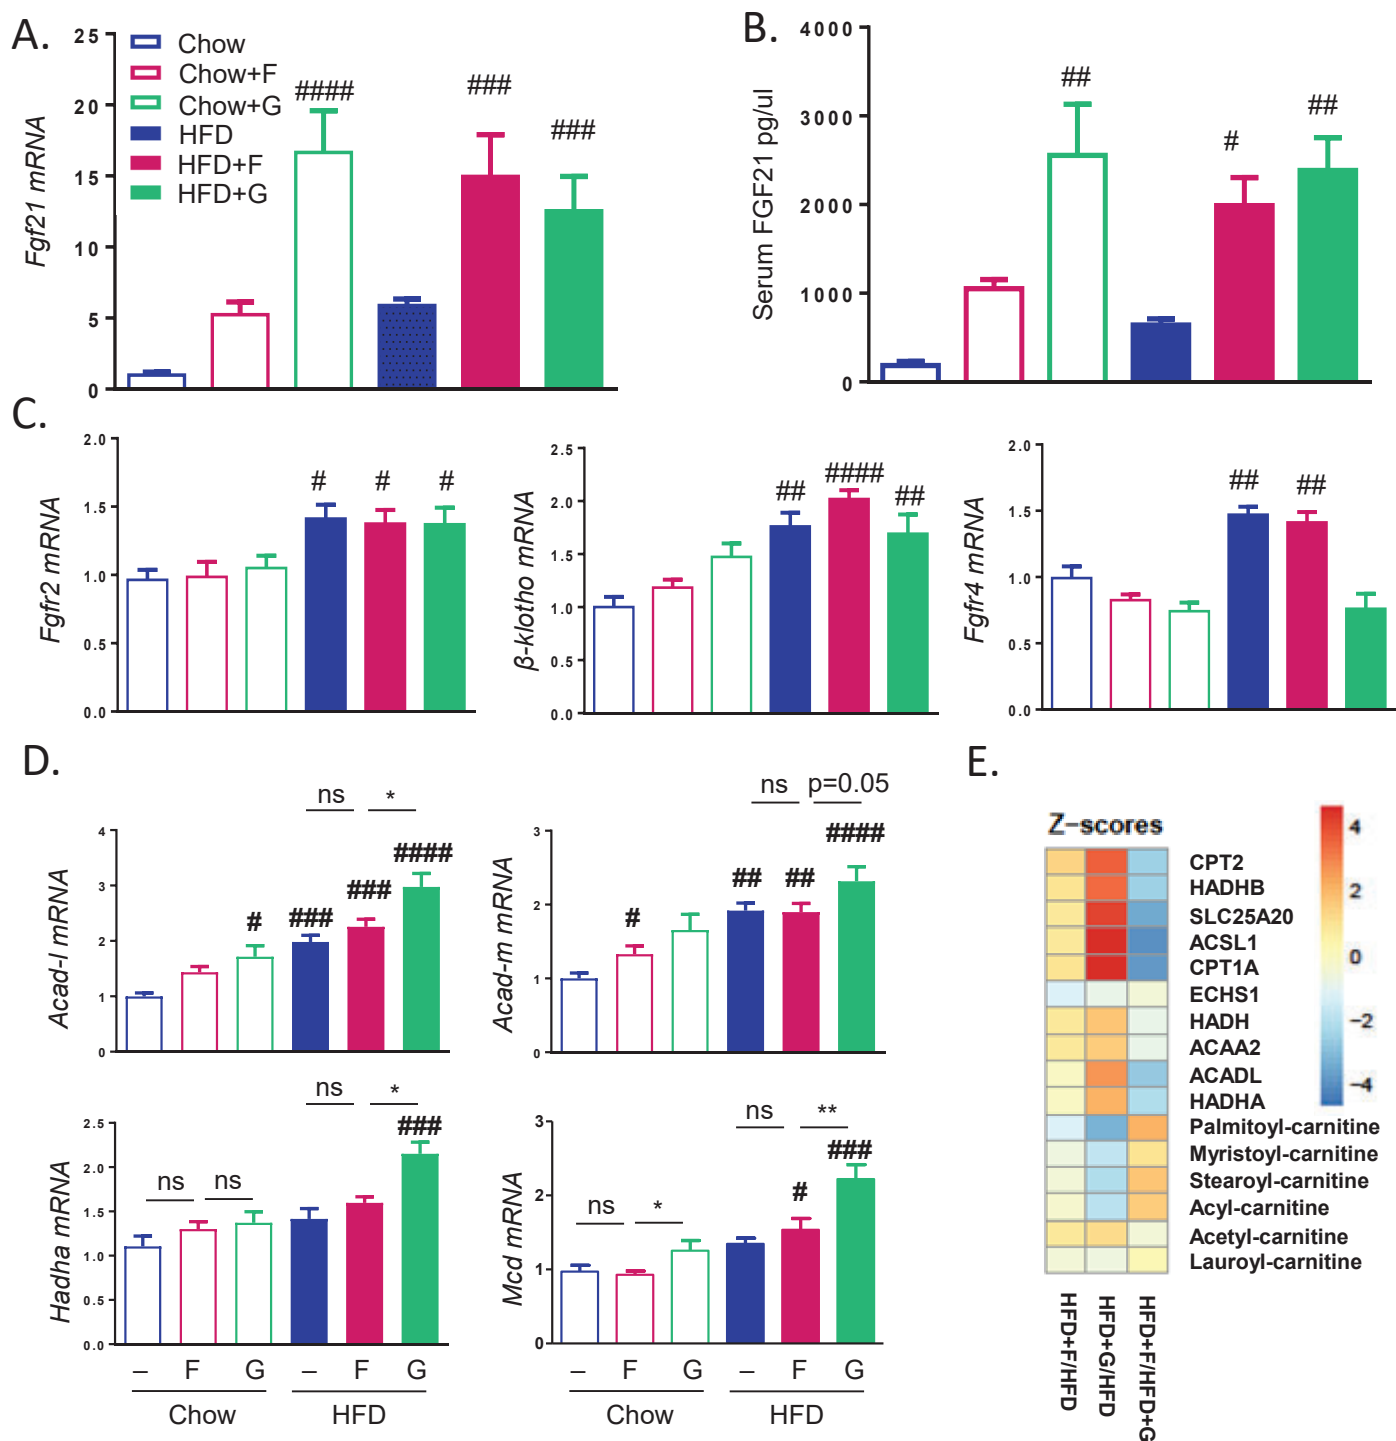 A.
Fgf21 mRNA
25
20
15
10
5
0
Chow
Chow+F
Chow+G
HFD
HFD+F
HFD+G
####
###
###
B.
Serum FGF21 pg/ul
4000
3000
2000
1000
0
##
#
##
C.
Fgfr2 mRNA
2.0
1.5
1.0
0.5
0.0
#
#
#
β-klotho mRNA
2.5
2.0
1.5
1.0
0.5
0.0
##
####
##
Fgfr4 mRNA
2.0
1.5
1.0
0.5
0.0
##
##
D.
Acad-l mRNA
4
3
2
1
0
ns
*
#
###
###
####
Acad-m mRNA
3
2
1
0
ns
p=0.05
#
##
##
####
Hadha mRNA
2.5
2.0
1.5
1.0
0.5
0.0
ns
ns
ns
*
###
– F G – F G
Chow HFD
Mcd mRNA
3
2
1
0
ns
*
ns
**
#
###
– F G – F G
Chow HFD
E.
Z-scores
4
2
0
−2
−4
CPT2
HADHB
SLC25A20
ACSL1
CPT1A
ECHS1
HADH
ACAA2
ACADL
HADHA
Palmitoyl-carnitine
Myristoyl-carnitine
Stearoyl-carnitine
Acyl-carnitine
Acetyl-carnitine
Lauroyl-carnitine
HFD+F/HFD
HFD+G/HFD
HFD+F/HFD+G